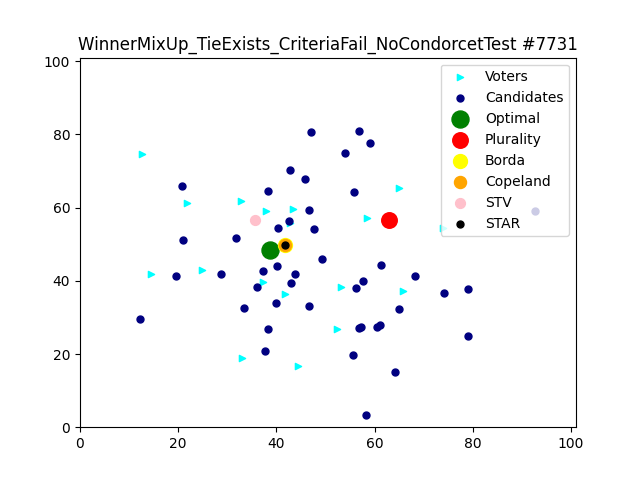 WinnerMixUp_TieExists_CriteriaFail_NoCondorcetTest #7731
100
80
60
40
20
0
0
20
40
60
80
100
Voters
Candidates
Optimal
Plurality
Borda
Copeland
STV
STAR